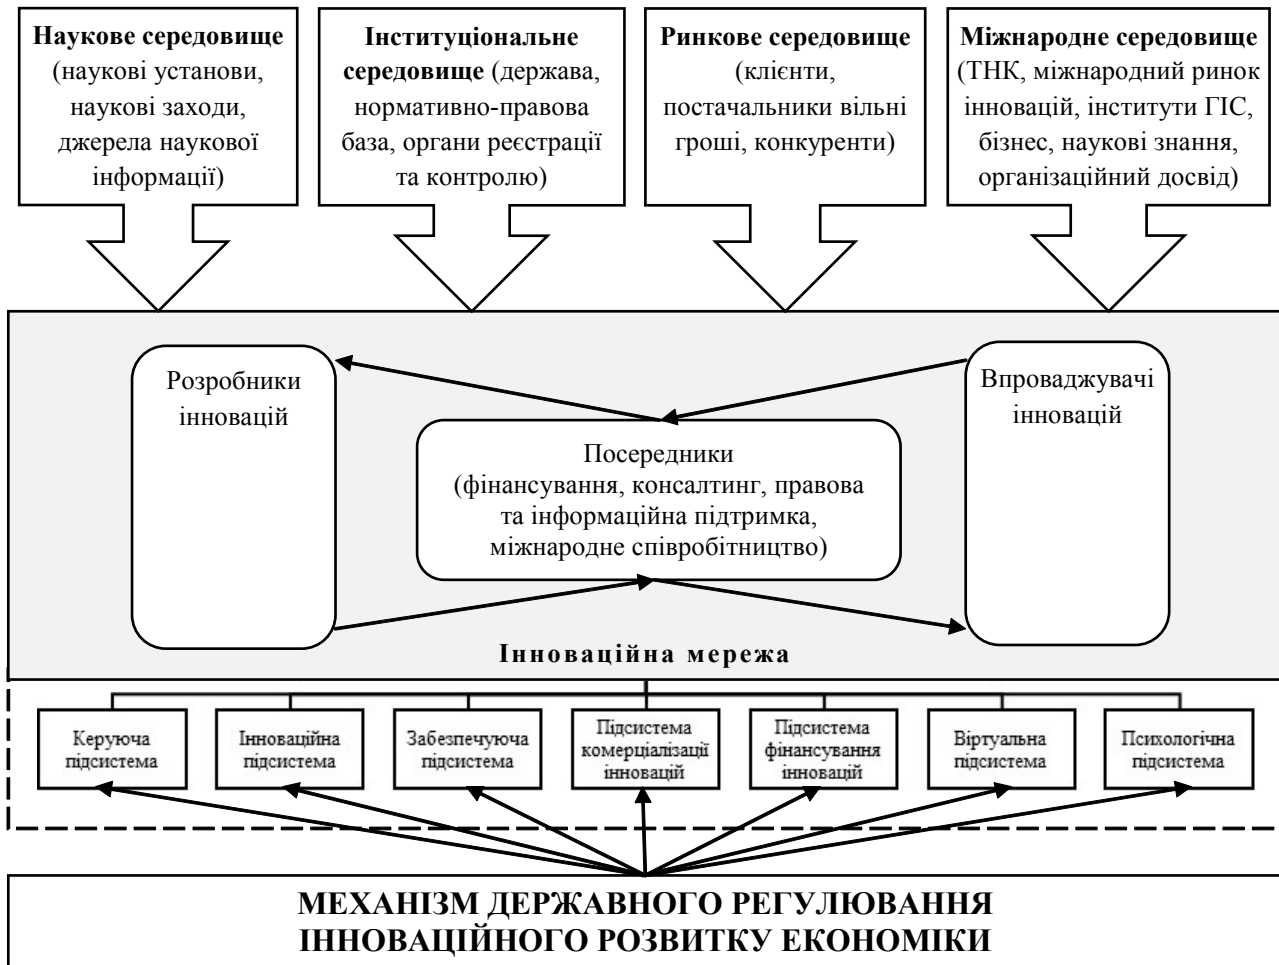 Наукове середовище
(наукові установи,
наукові заходи,
джерела наукової
інформації)
Інституціональне
середовище (держава,
нормативно-правова
база, органи реєстрації
та контролю)
Ринкове середовище
(клієнти,
постачальники вільні
гроші, конкуренти)
Міжнародне середовище
(ТНК, міжнародний ринок
інновацій, інститути ГІС,
бізнес, наукові знання,
організаційний досвід)
Розробники
інновацій
Впроваджувачі
інновацій
Посередники
(фінансування, консалтинг, правова
та інформаційна підтримка,
міжнародне співробітництво)
Інноваційна мережа
Керуюча
підсистема
Інноваційна
підсистема
Забезпечуюча
підсистема
Підсистема
комерціалізації
інновацій
Підсистема
фінансування
інновацій
Віртуальна
підсистема
Психологічна
підсистема
МЕХАНІЗМ ДЕРЖАВНОГО РЕГУЛЮВАННЯ
ІННОВАЦІЙНОГО РОЗВИТКУ ЕКОНОМІКИ